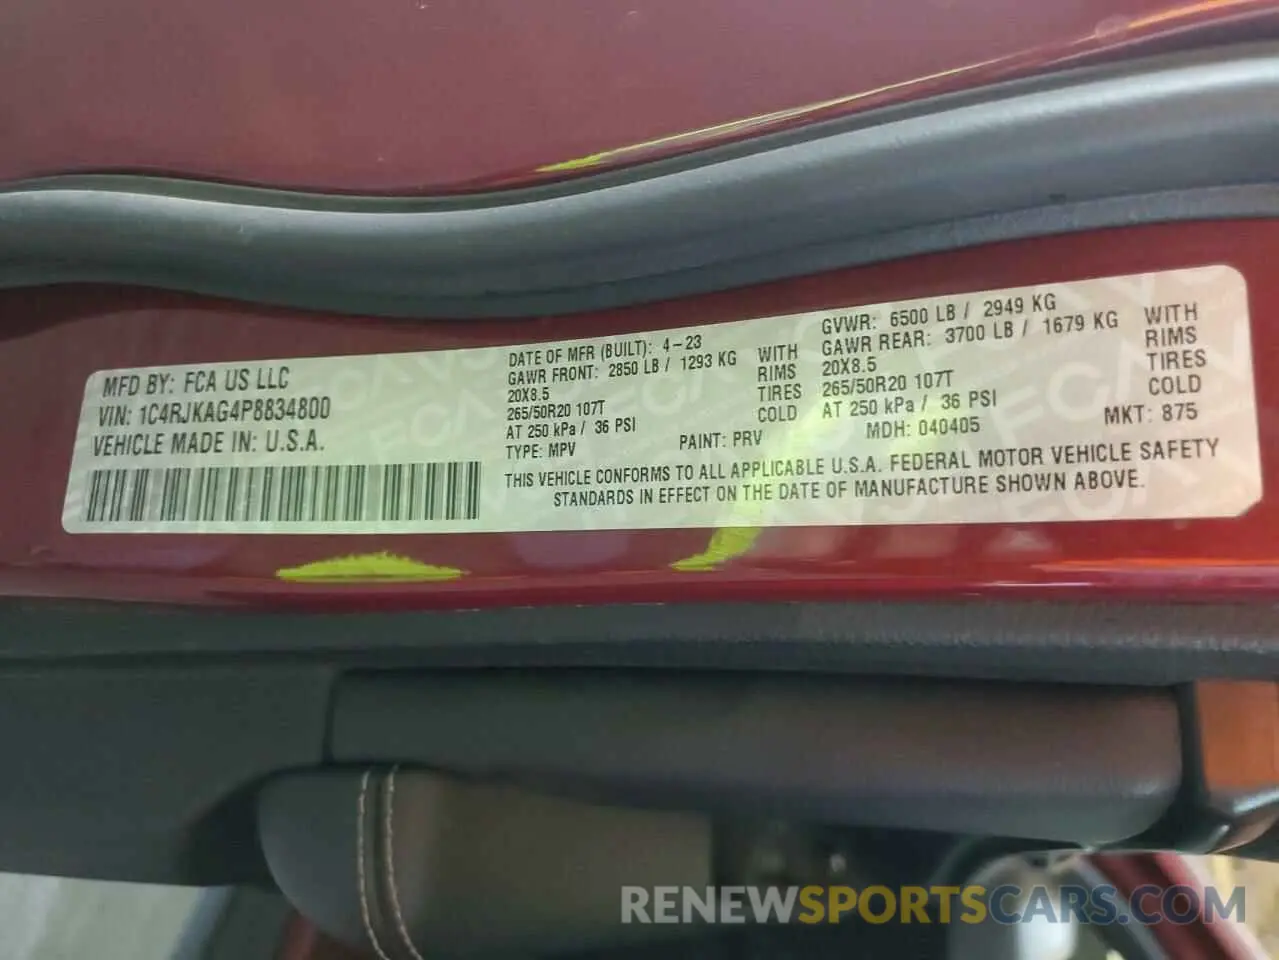 MFD BY: FCA US LLC
VIN: 1C4RJKAG4P8834800
VEHICLE MADE IN: U.S.A.
DATE OF MFR (BUILT): 4-23
GAWR FRONT: 2850 LB / 1293 KG WITH
20X8.5 RIMS
265/50R20 107T TIRES
AT 250 kPa / 36 PSI COLD
TYPE: MPV PAINT: PRV
GVWR: 6500 LB / 2949 KG
GAWR REAR: 3700 LB / 1679 KG WITH
20X8.5 RIMS
265/50R20 107T TIRES
AT 250 kPa / 36 PSI COLD
MDH: 040405 MKT: 875
THIS VEHICLE CONFORMS TO ALL APPLICABLE U.S.A. FEDERAL MOTOR VEHICLE SAFETY
STANDARDS IN EFFECT ON THE DATE OF MANUFACTURE SHOWN ABOVE.
RENEWSPORTSCARS.COM